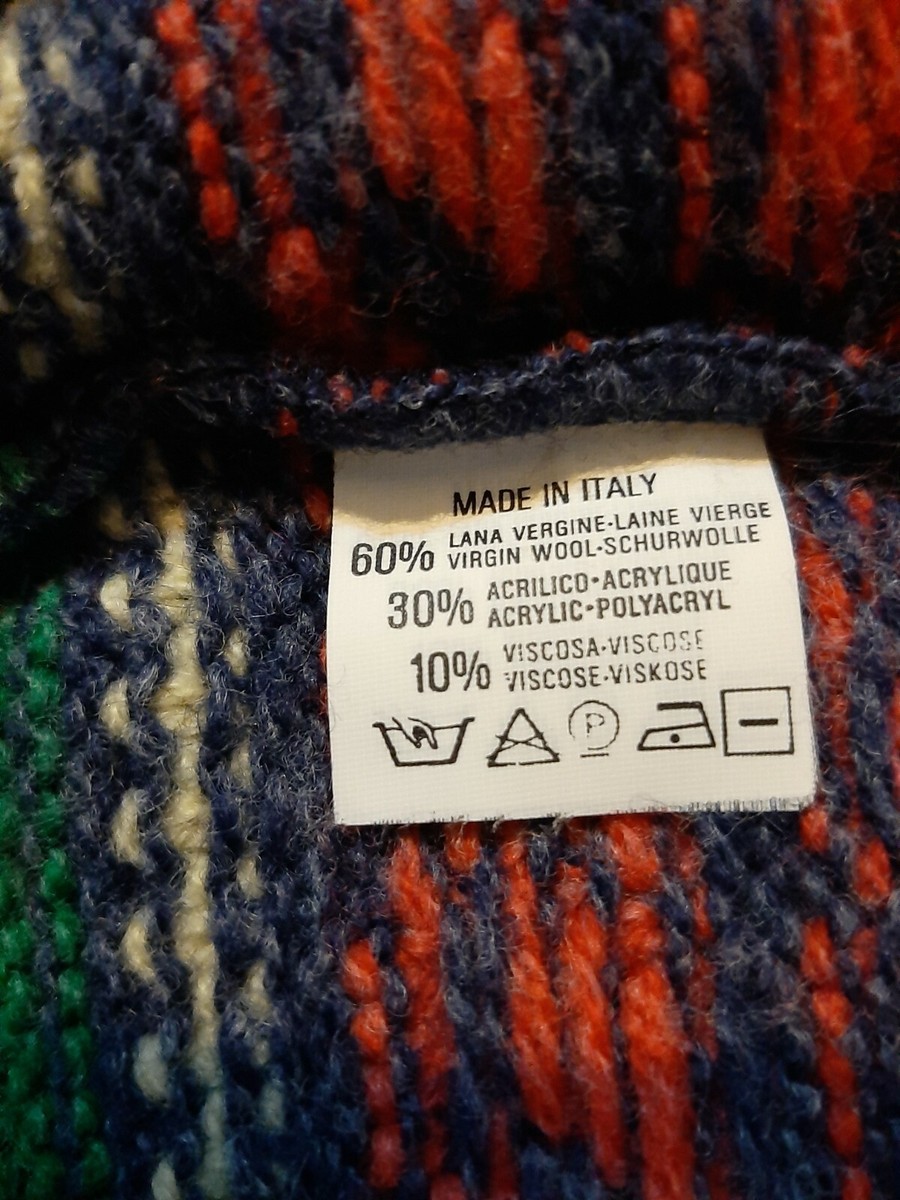 MADE IN ITALY
60% LANA VERGINE·LAINE VIERGE
VIRGIN WOOL·SCHURWOLLE
30% ACRILICO·ACRYLIQUE
ACRYLIC·POLYACRYL
10% VISCOSA·VISCOSE
VISCOSE·VISKOSE
P